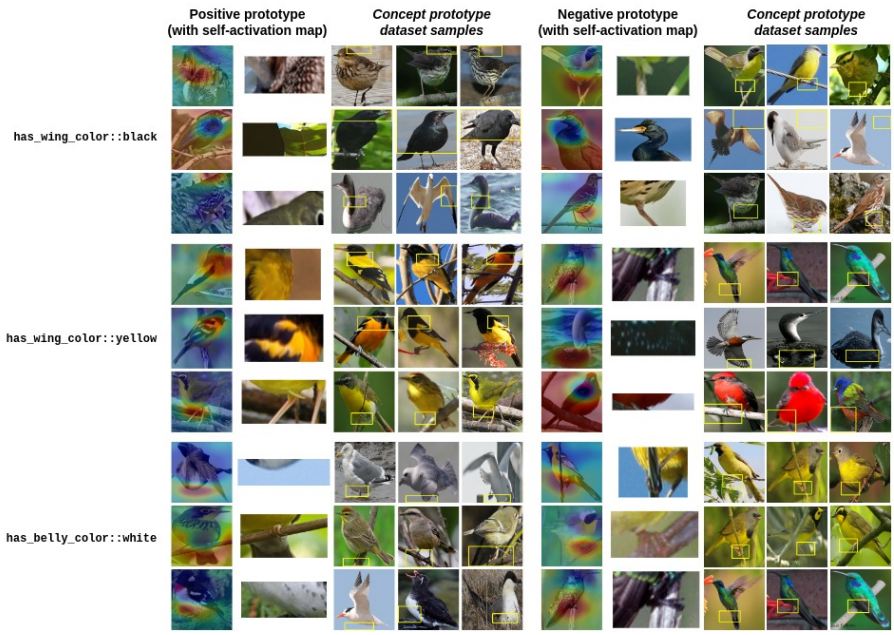 Positive prototype
(with self-activation map)
Concept prototype
dataset samples
Negative prototype
(with self-activation map)
Concept prototype
dataset samples
has_wing_color::black
has_wing_color::yellow
has_belly_color::white